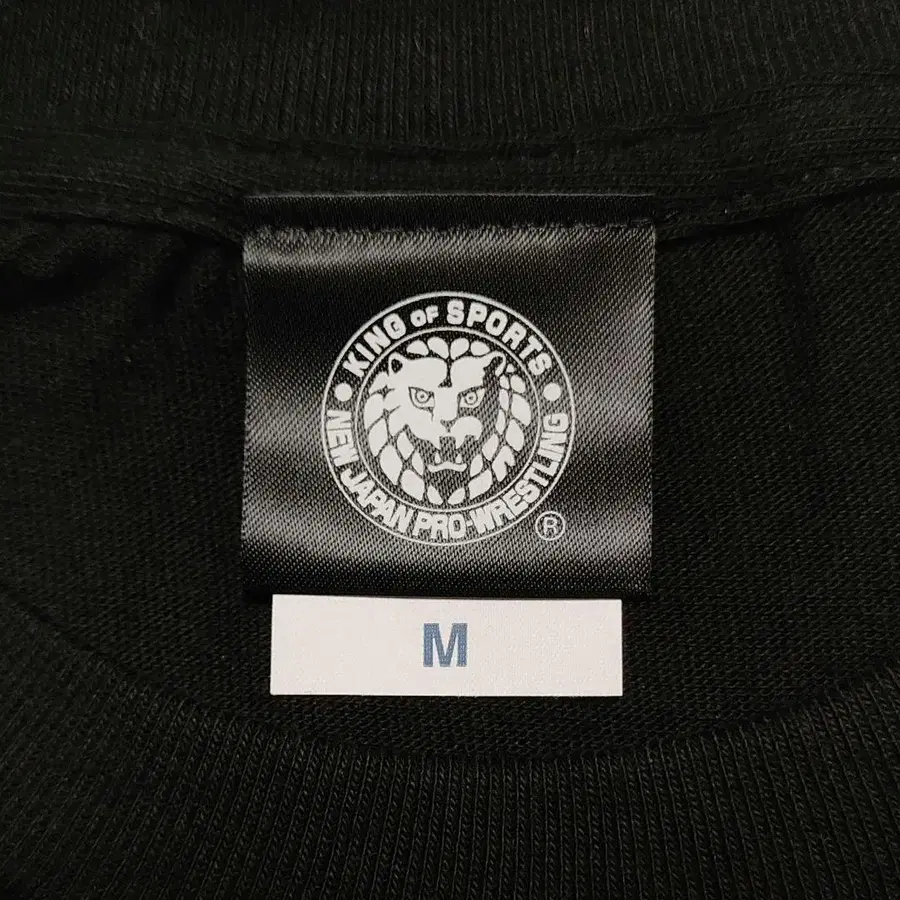 KING OF SPORTS
NEW JAPAN PRO-WRESTLING
®
M